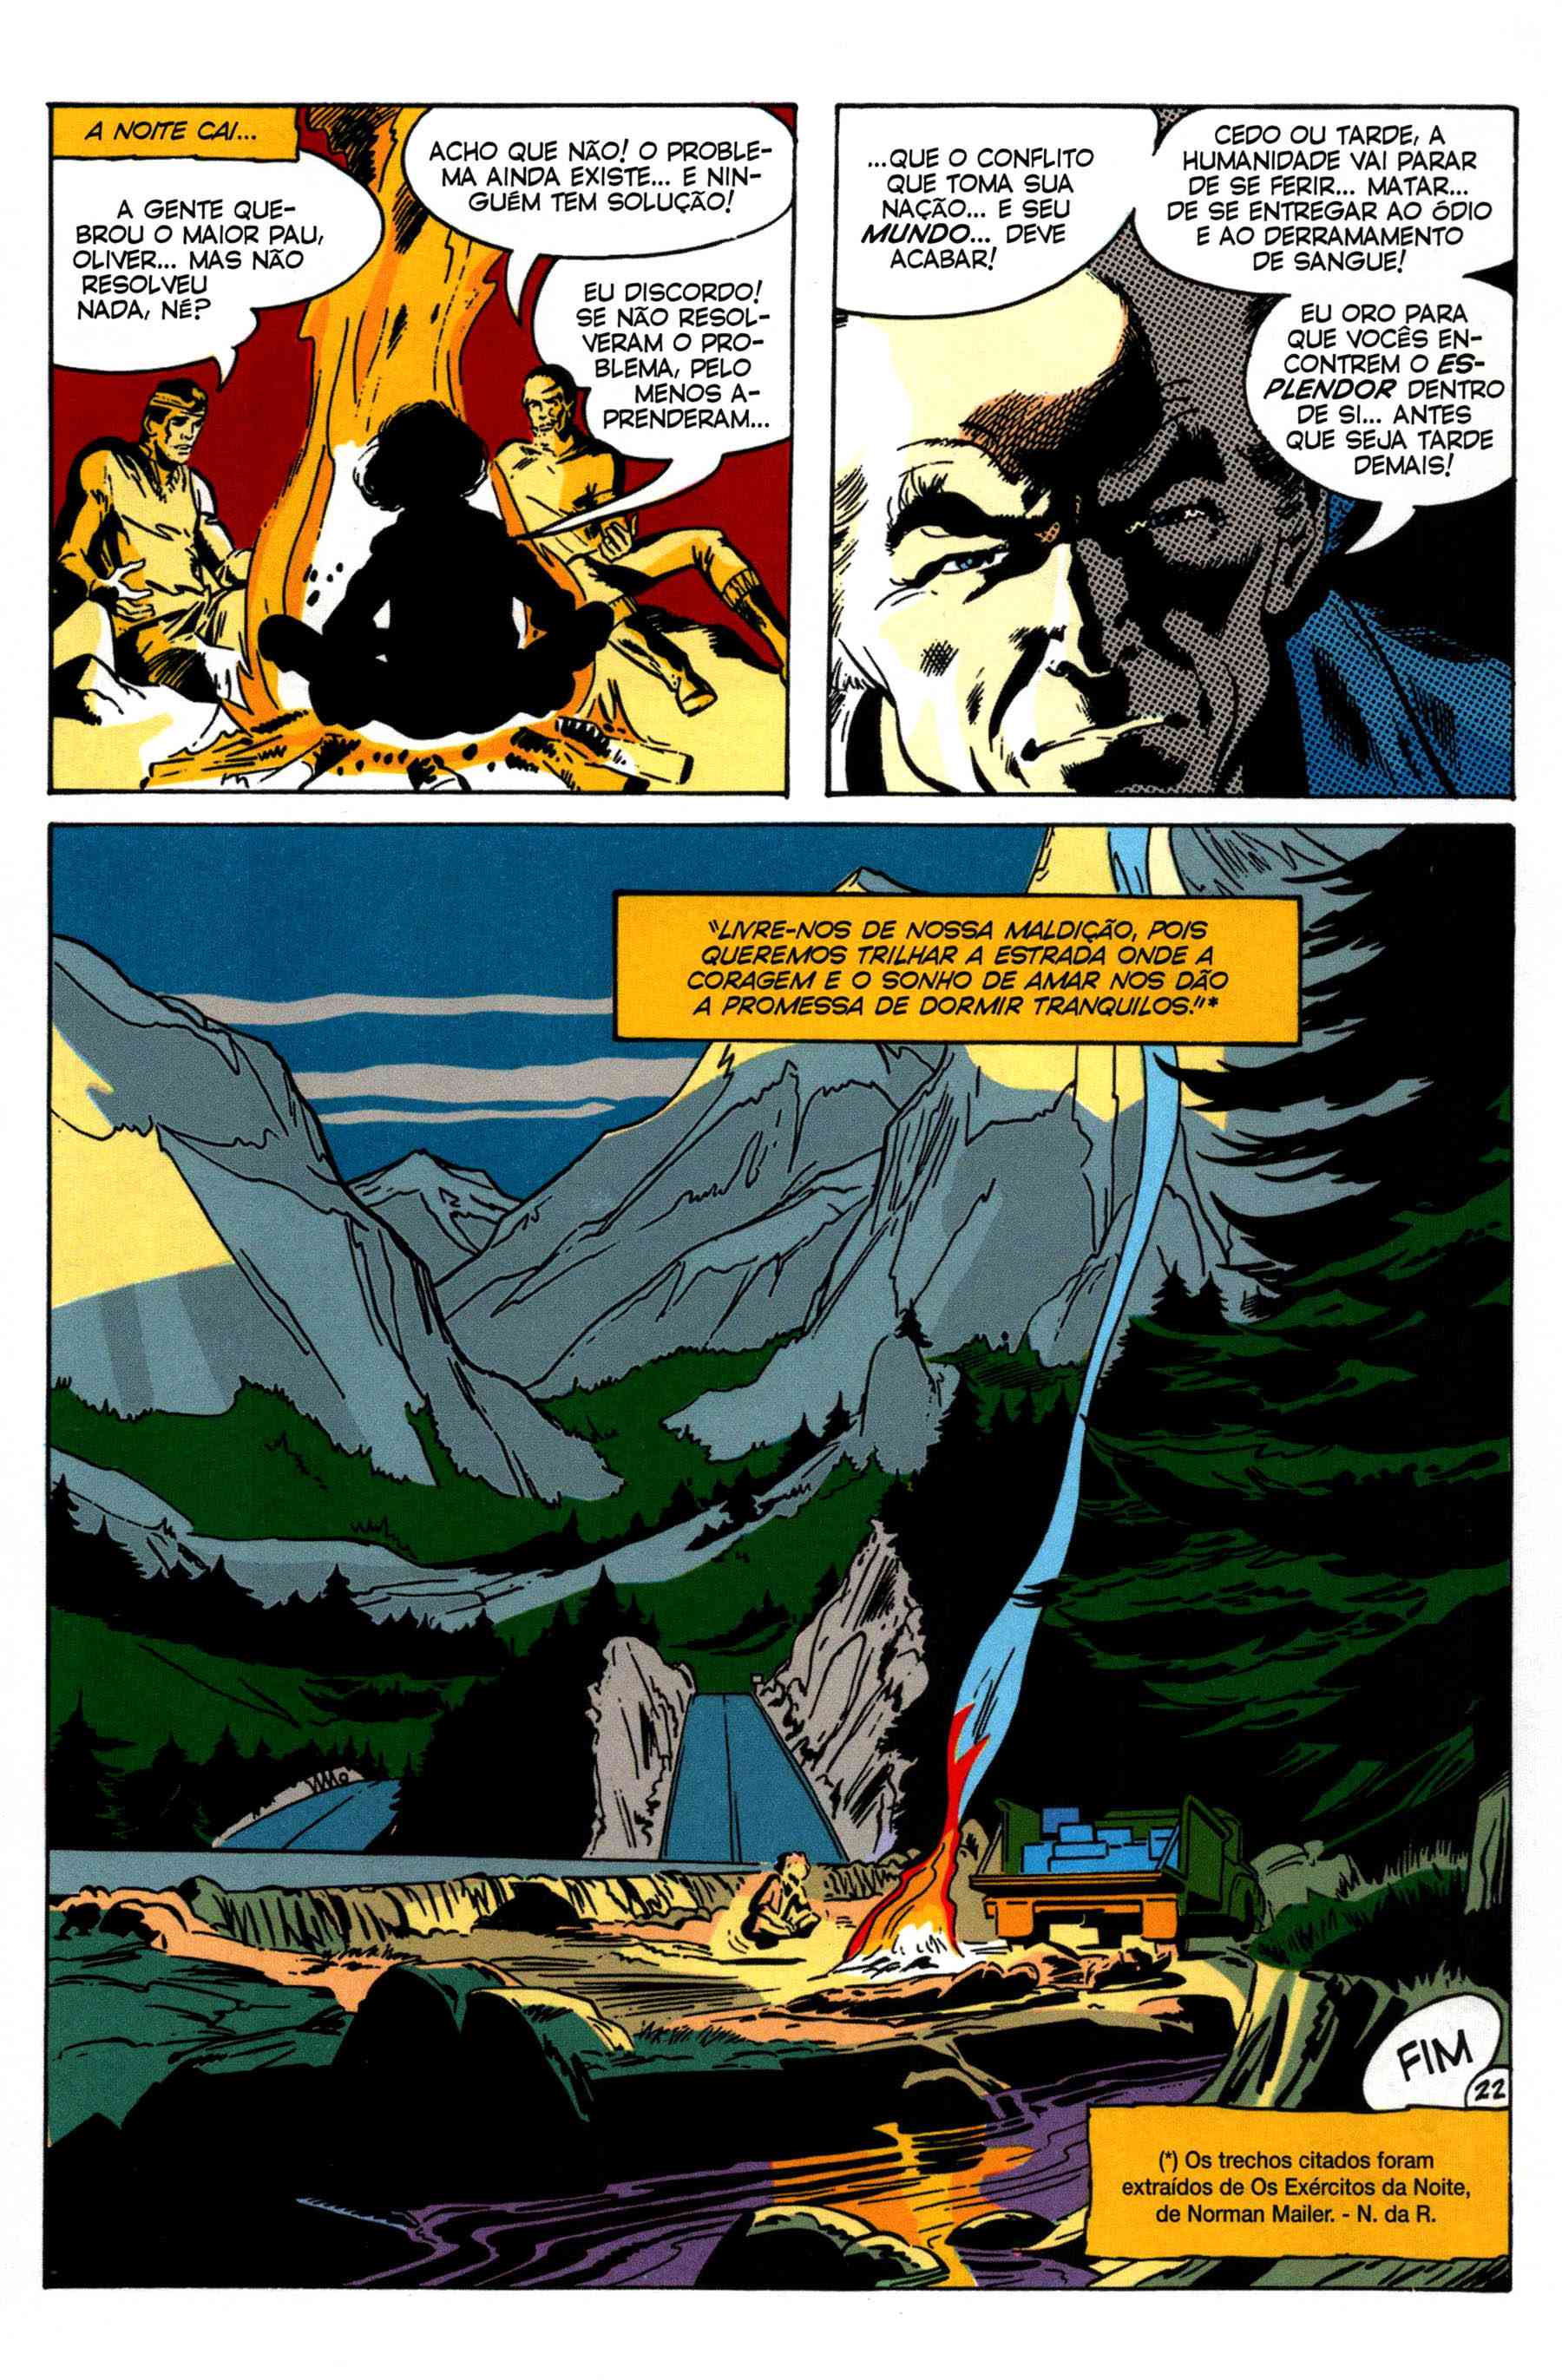 A NOITE CAI...
A GENTE QUE-
BROU O MAIOR PAU,
OLIVER... MAS NÃO
RESOLVEU
NADA, NÉ?
ACHO QUE NÃO! O PROBLE-
MA AINDA EXISTE... E NIN-
GUÉM TEM SOLUÇÃO!
EU DISCORDO!
SE NÃO RESOL-
VERAM O PRO-
BLEMA, PELO
MENOS A-
PRENDERAM...
...QUE O CONFLITO
QUE TOMA SUA
NAÇÃO... E SEU
MUNDO... DEVE
ACABAR!
CEDO OU TARDE, A
HUMANIDADE VAI PARAR
DE SE FERIR... MATAR...
DE SE ENTREGAR AO ÓDIO
E AO DERRAMAMENTO
DE SANGUE!
EU ORO PARA
QUE VOCÊS EN-
CONTREM O ES-
PLENDOR DENTRO
DE SI... ANTES
QUE SEJA TARDE
DEMAIS!
"LIVRE-NOS DE NOSSA MALDIÇÃO, POIS
QUEREMOS TRILHAR A ESTRADA ONDE A
CORAGEM E O SONHO DE AMAR NOS DÃO
A PROMESSA DE DORMIR TRANQUILOS."*
FIM
22
(*) Os trechos citados foram
extraídos de Os Exércitos da Noite,
de Norman Mailer. - N. da R.